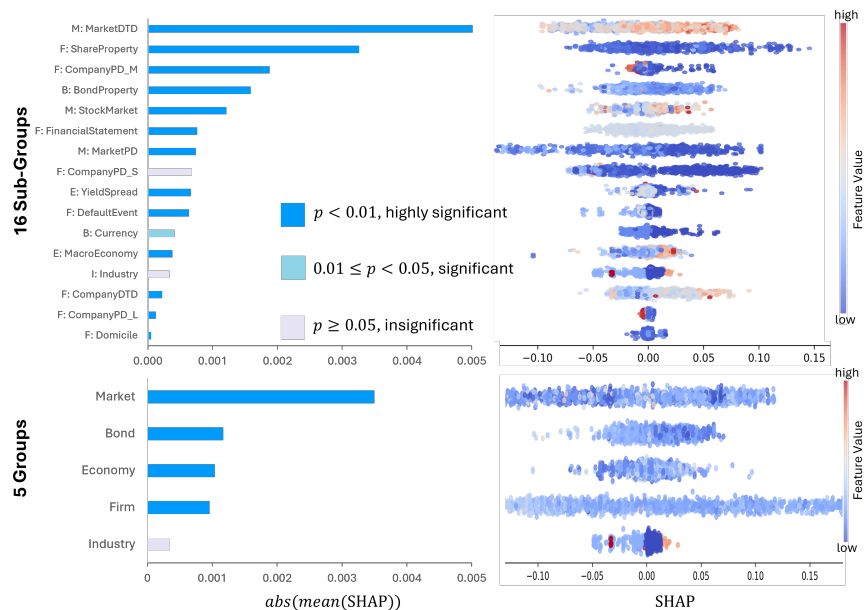 16 Sub-Groups
M: MarketDTD
F: ShareProperty
F: CompanyPD_M
B: BondProperty
M: StockMarket
F: FinancialStatement
M: MarketPD
F: CompanyPD_S
E: YieldSpread
F: DefaultEvent
B: Currency
E: MacroEconomy
I: Industry
F: CompanyDTD
F: CompanyPD_L
F: Domicile
0.000 0.001 0.002 0.003 0.004 0.005
p < 0.01, highly significant
0.01 ≤ p < 0.05, significant
p ≥ 0.05, insignificant
−0.10 −0.05 0.00 0.05 0.10 0.15
high
Feature Value
low
5 Groups
Market
Bond
Economy
Firm
Industry
0 0.001 0.002 0.003 0.004 0.005
abs(mean(SHAP))
−0.10 −0.05 0.00 0.05 0.10 0.15
SHAP
high
Feature Value
low